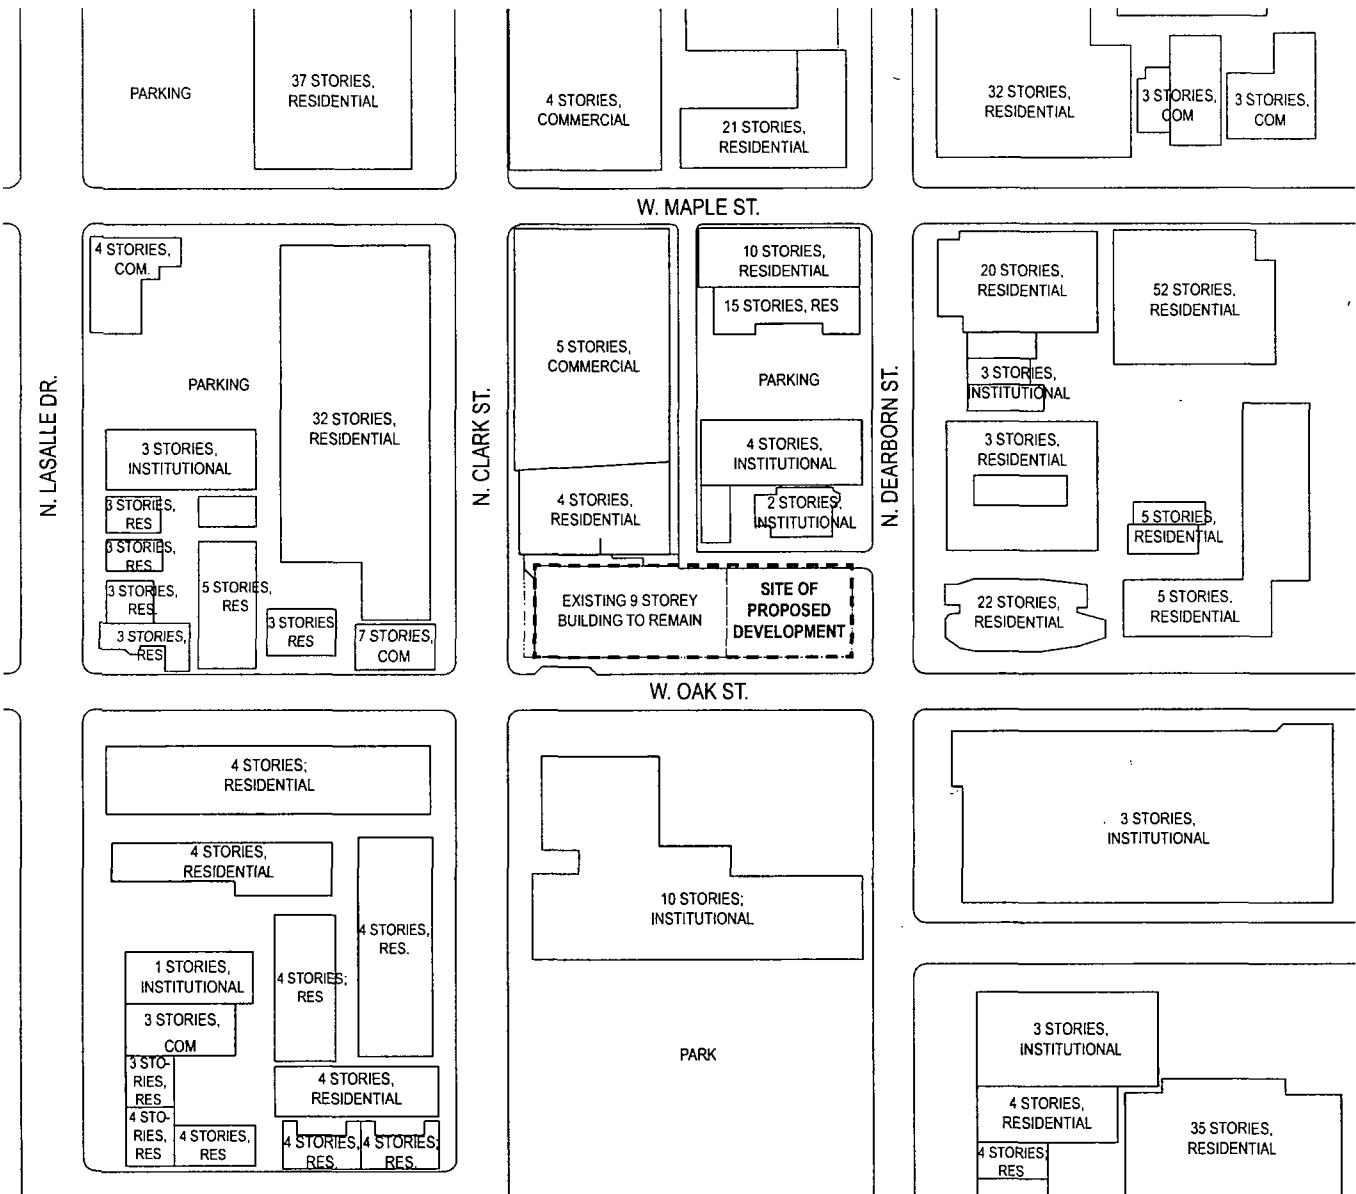 PARKING
37 STORIES,
RESIDENTIAL
4 STORIES,
COMMERCIAL
21 STORIES,
RESIDENTIAL
32 STORIES,
RESIDENTIAL
3 STORIES,
COM
3 STORIES,
COM
W. MAPLE ST.
N. LASALLE DR.
4 STORIES,
COM.
PARKING
32 STORIES,
RESIDENTIAL
3 STORIES,
INSTITUTIONAL
3 STORIES,
RES
3 STORIES,
RES.
3 STORIES,
RES.
3 STORIES,
RES
5 STORIES,
RES
3 STORIES
RES
7 STORIES,
COM
N. CLARK ST.
5 STORIES,
COMMERCIAL
4 STORIES,
RESIDENTIAL
10 STORIES,
RESIDENTIAL
15 STORIES, RES
PARKING
4 STORIES,
INSTITUTIONAL
2 STORIES,
INSTITUTIONAL
EXISTING 9 STOREY
BUILDING TO REMAIN
SITE OF
PROPOSED
DEVELOPMENT
N. DEARBORN ST.
20 STORIES,
RESIDENTIAL
52 STORIES,
RESIDENTIAL
3 STORIES,
INSTITUTIONAL
3 STORIES,
RESIDENTIAL
5 STORIES,
RESIDENTIAL
22 STORIES,
RESIDENTIAL
5 STORIES.
RESIDENTIAL
W. OAK ST.
4 STORIES;
RESIDENTIAL
4 STORIES,
RESIDENTIAL
4 STORIES,
RES.
4 STORIES;
RES
1 STORIES,
INSTITUTIONAL
3 STORIES,
COM
3 STO-
RIES,
RES
4 STO-
RIES,
RES
4 STORIES,
RES
4 STORIES,
RESIDENTIAL
4 STORIES,
RES.
4 STORIES;
RES.
10 STORIES;
INSTITUTIONAL
PARK
3 STORIES,
INSTITUTIONAL
3 STORIES,
INSTITUTIONAL
4 STORIES,
RESIDENTIAL
4 STORIES;
RES
35 STORIES,
RESIDENTIAL